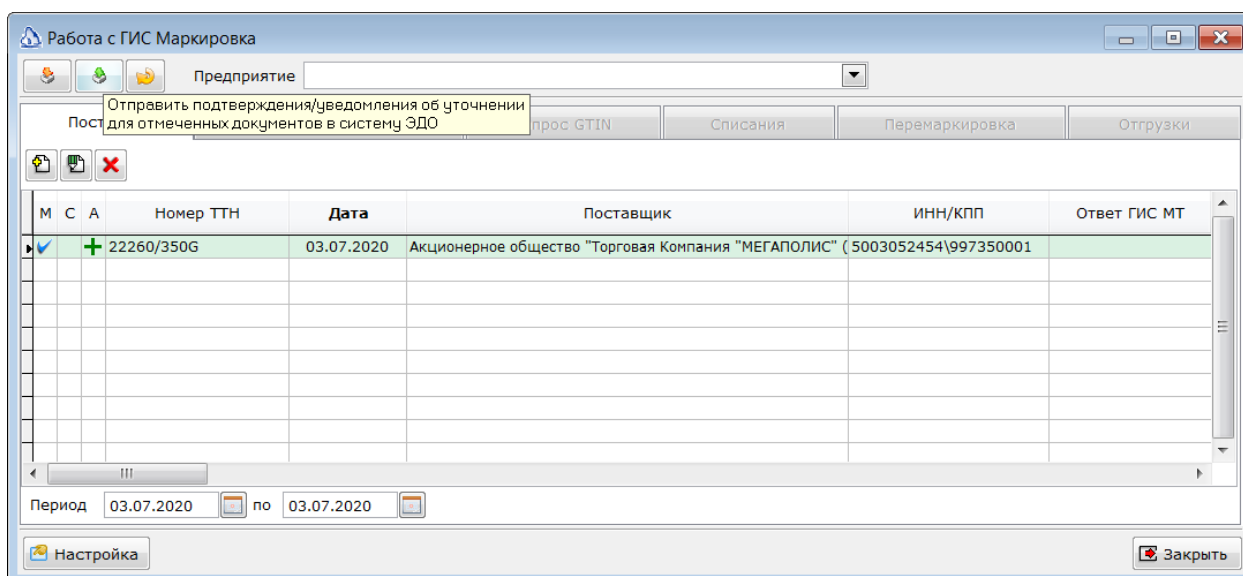 Работа с ГИС Маркировка
Предприятие
Отправить подтверждения/уведомления об уточнении
для отмеченных документов в систему ЭДО
Пост
прос GTIN
Списания
Перемаркировка
Отгрузки
М С А Номер ТТН Дата Поставщик ИНН/КПП Ответ ГИС МТ
22260/350G 03.07.2020 Акционерное общество "Торговая Компания "МЕГАПОЛИС" ( 5003052454\997350001
Период 03.07.2020 по 03.07.2020
Настройка
Закрыть